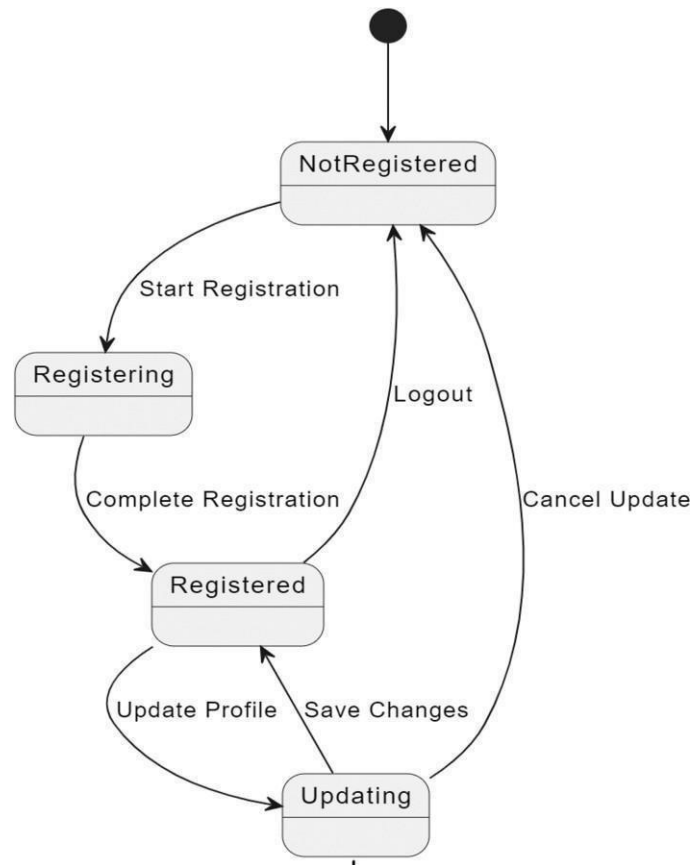 NotRegistered
Start Registration
Registering
Logout
Complete Registration
Cancel Update
Registered
Update Profile
Save Changes
Updating